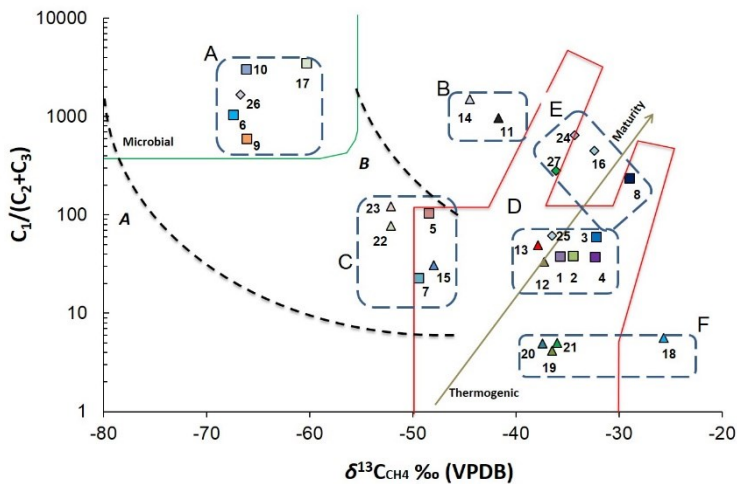 10000
1000
100
10
1
C₁/(C₂+C₃)
-80 -70 -60 -50 -40 -30 -20
δ¹³C_CH4 ‰ (VPDB)
A
10
17
26
6
9
Microbial
A
B
B
14
11
E
24
16
27
8
Maturity
C
23
22
5
15
7
D
13
25
3
12
1
2
4
F
20
21
19
18
Thermogenic